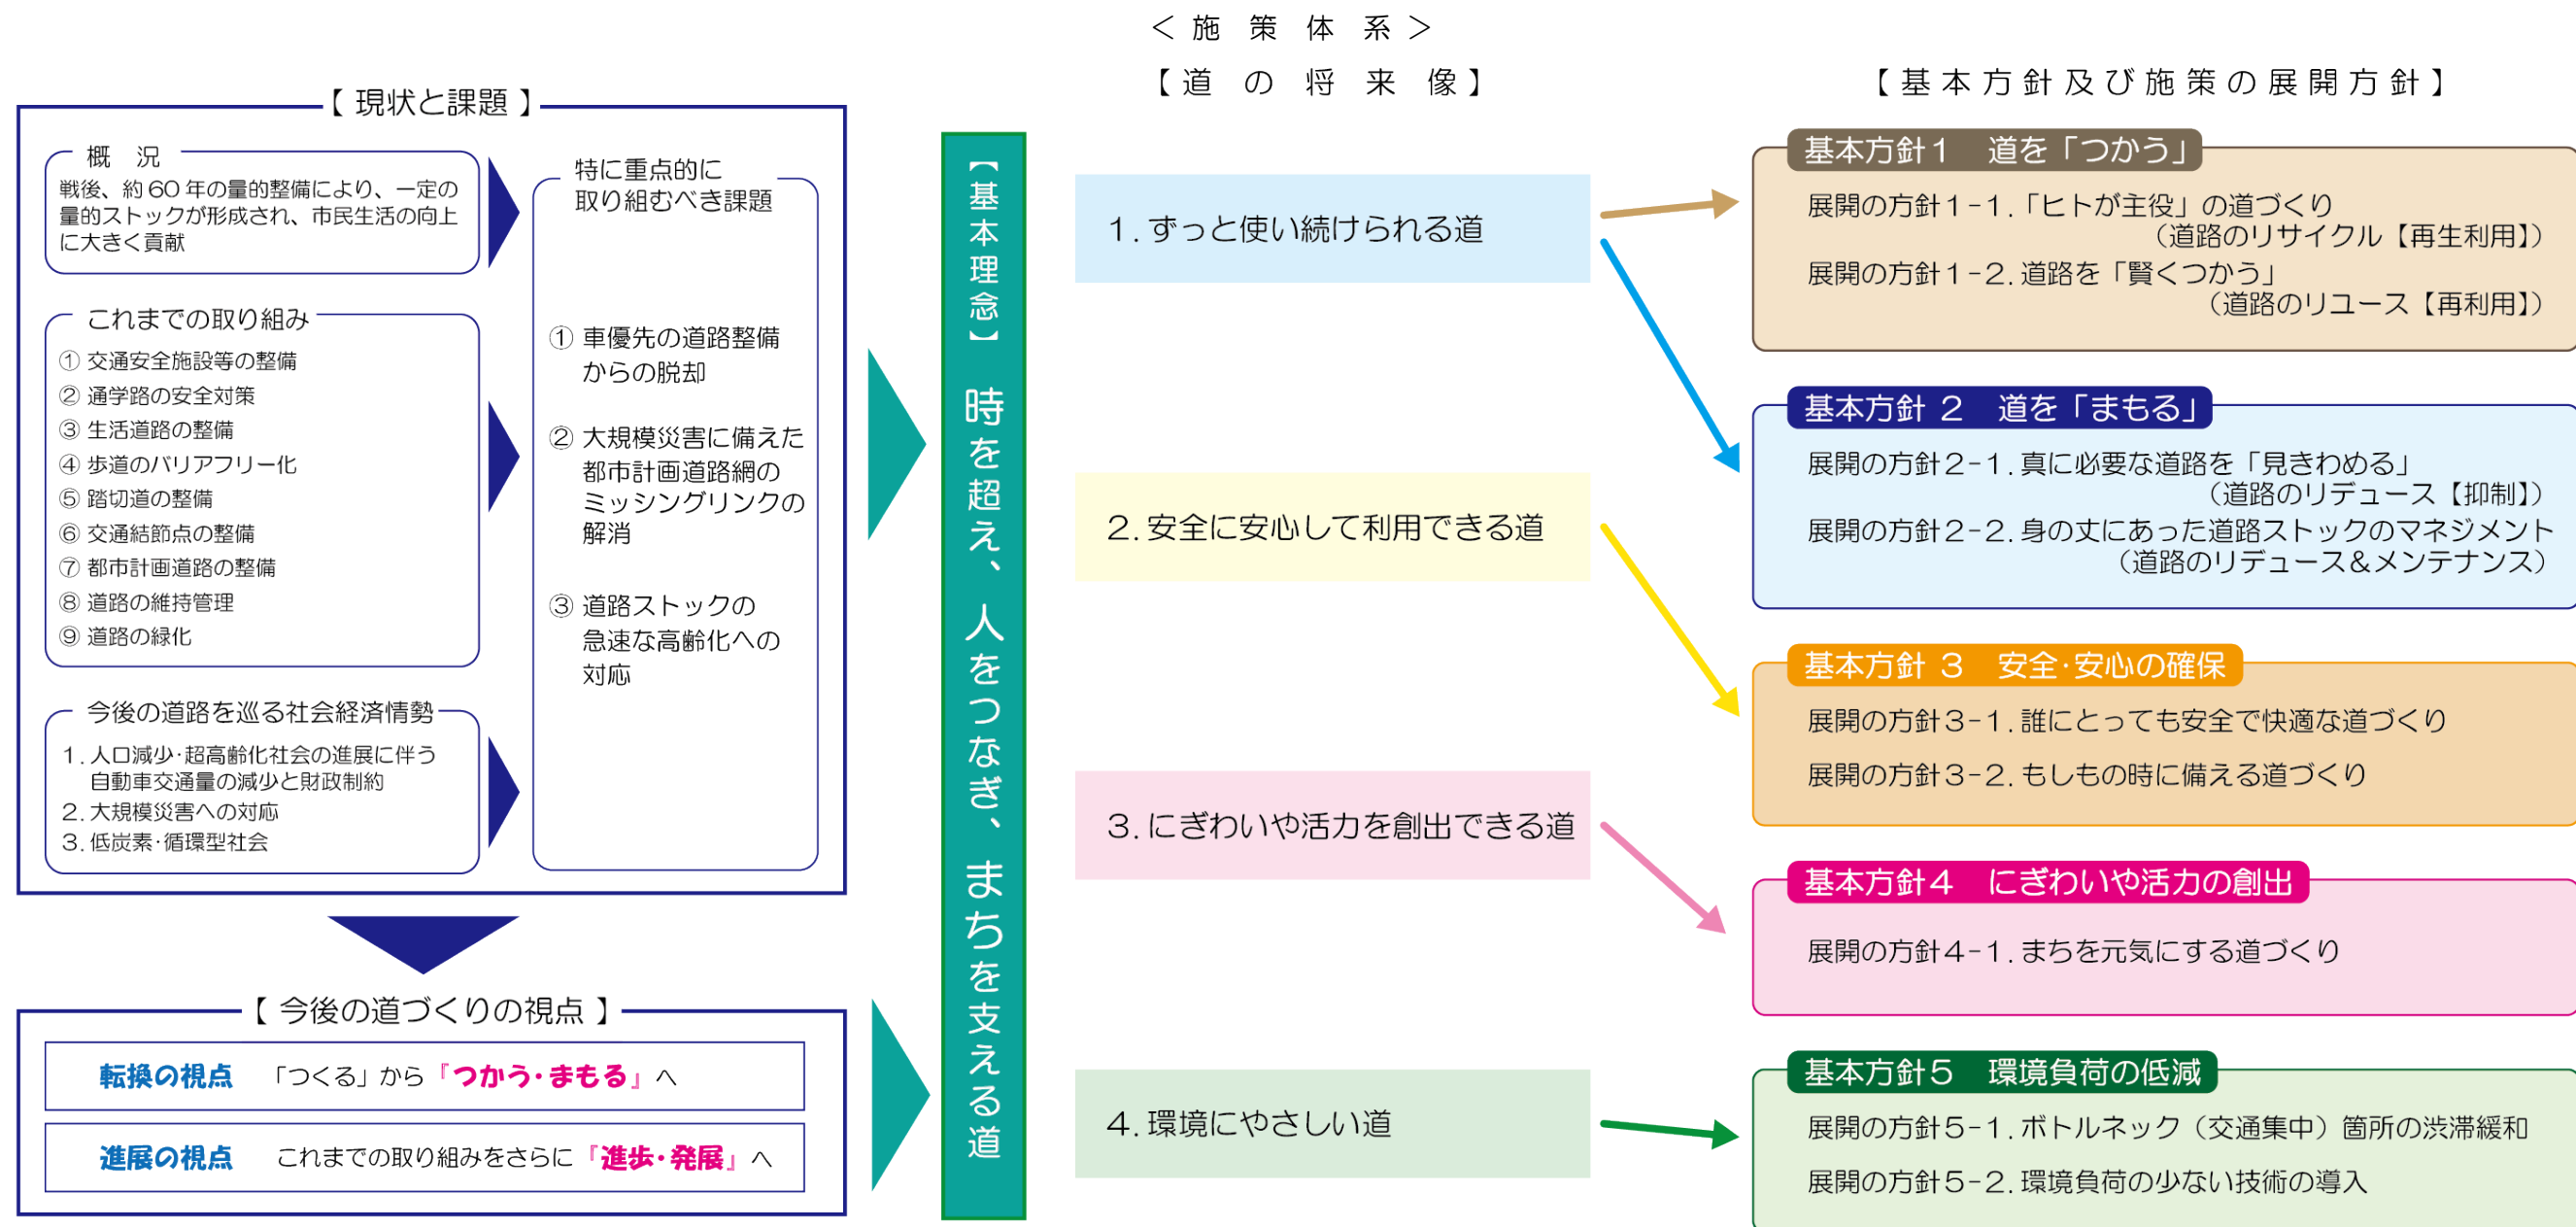 ＜施策体系＞
【道の将来像】
【基本方針及び施策の展開方針】
【現状と課題】
概　況
戦後、約60年の量的整備により、一定の
量的ストックが形成され、市民生活の向上
に大きく貢献
これまでの取り組み
① 交通安全施設等の整備
② 通学路の安全対策
③ 生活道路の整備
④ 歩道のバリアフリー化
⑤ 踏切道の整備
⑥ 交通結節点の整備
⑦ 都市計画道路の整備
⑧ 道路の維持管理
⑨ 道路の緑化
今後の道路を巡る社会経済情勢
1. 人口減少･超高齢化社会の進展に伴う
自動車交通量の減少と財政制約
2. 大規模災害への対応
3. 低炭素･循環型社会
特に重点的に
取り組むべき課題
① 車優先の道路整備
からの脱却
② 大規模災害に備えた
都市計画道路網の
ミッシングリンクの
解消
③ 道路ストックの
急速な高齢化への
対応
【今後の道づくりの視点】
転換の視点　「つくる」から『つかう･まもる』へ
進展の視点　これまでの取り組みをさらに『進歩･発展』へ
【基本理念】　時を超え、人をつなぎ、まちを支える道
1. ずっと使い続けられる道
2. 安全に安心して利用できる道
3. にぎわいや活力を創出できる道
4. 環境にやさしい道
基本方針1　道を「つかう」
展開の方針1-1.「ヒトが主役」の道づくり
（道路のリサイクル【再生利用】）
展開の方針1-2. 道路を「賢くつかう」
（道路のリユース【再利用】）
基本方針 2　道を「まもる」
展開の方針2-1. 真に必要な道路を「見きわめる」
（道路のリデュース【抑制】）
展開の方針2-2. 身の丈にあった道路ストックのマネジメント
（道路のリデュース＆メンテナンス）
基本方針 3　安全･安心の確保
展開の方針3-1. 誰にとっても安全で快適な道づくり
展開の方針3-2. もしもの時に備える道づくり
基本方針4　にぎわいや活力の創出
展開の方針4-1. まちを元気にする道づくり
基本方針5　環境負荷の低減
展開の方針5-1. ボトルネック（交通集中）箇所の渋滞緩和
展開の方針5-2. 環境負荷の少ない技術の導入